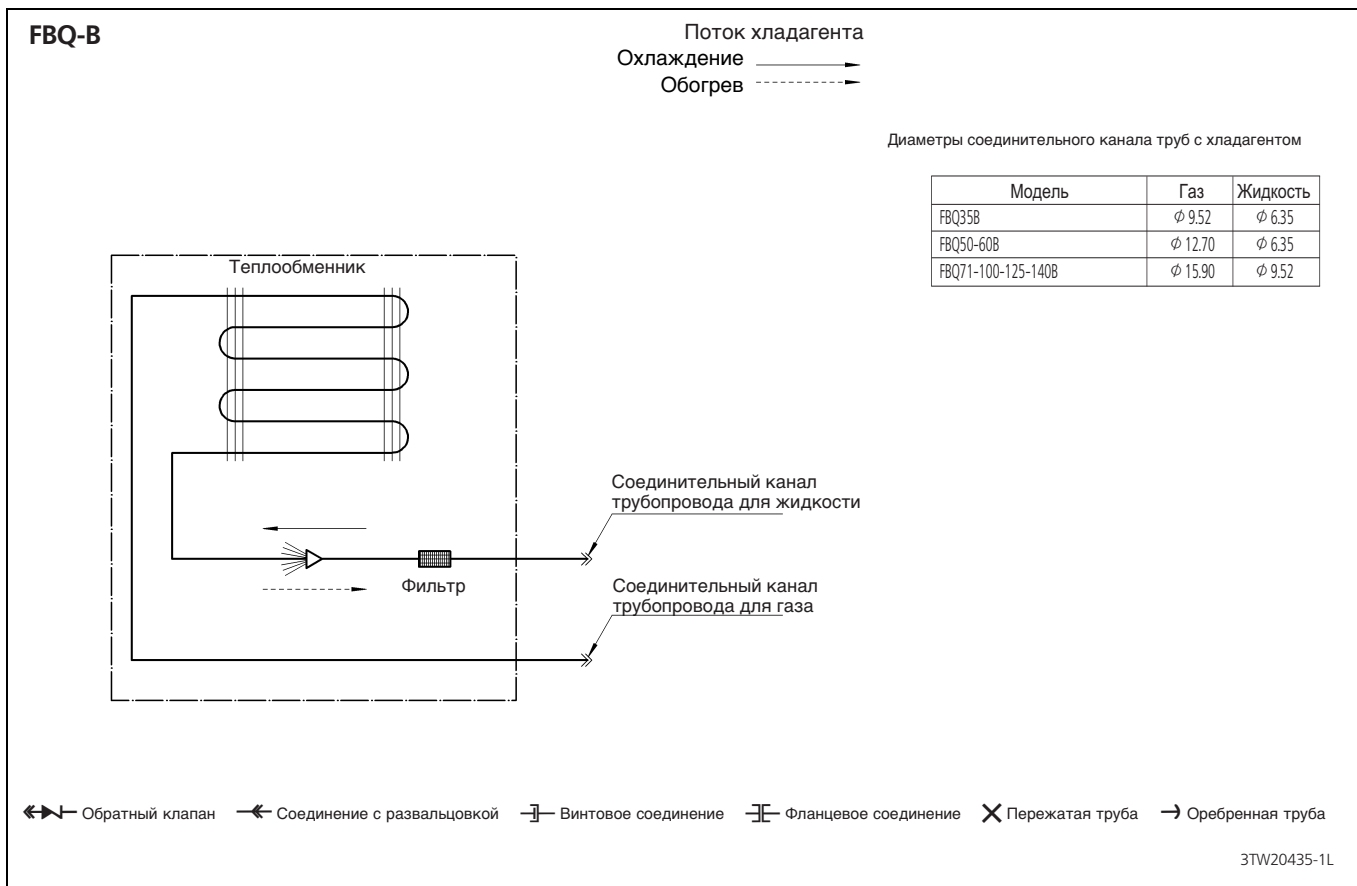 FBQ-B
Поток хладагента
Охлаждение
Обогрев
Диаметры соединительного канала труб с хладагентом
Модель Газ Жидкость
FBQ35B ϕ 9.52 ϕ 6.35
FBQ50-60B ϕ 12.70 ϕ 6.35
FBQ71-100-125-140B ϕ 15.90 ϕ 9.52
Теплообменник
Соединительный канал
трубопровода для жидкости
Фильтр
Соединительный канал
трубопровода для газа
Обратный клапан Соединение с развальцовкой Винтовое соединение Фланцевое соединение Пережатая труба Оребренная труба
3TW20435-1L